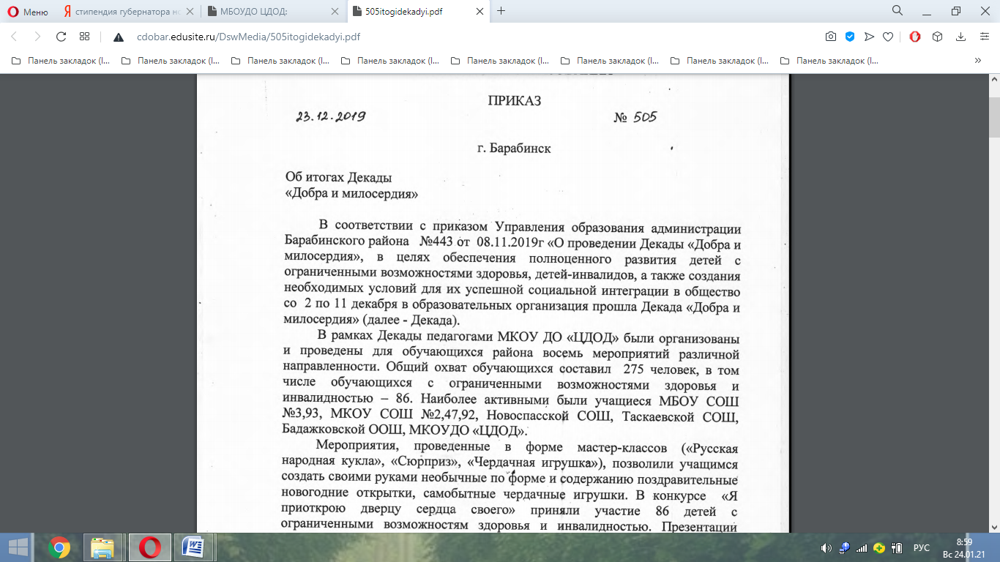 Меню
стипендия губернатора но
МБОУДО ЦДОД:
505itogidekadyi.pdf
cdobar.edusite.ru/DswMedia/505itogidekadyi.pdf
Панель закладок (I... Панель закладок (I... Панель закладок (I... Панель закладок (I... Панель закладок (I... Панель закладок (I... Панель закладок (I... Панель закладок (I... »
ПРИКАЗ
23.12.2019 № 505
г. Барабинск
Об итогах Декады
«Добра и милосердия»
В соответствии с приказом Управления образования администрации
Барабинского района №443 от 08.11.2019г «О проведении Декады «Добра и
милосердия», в целях обеспечения полноценного развития детей с
ограниченными возможностями здоровья, детей-инвалидов, а также создания
необходимых условий для их успешной социальной интеграции в общество
со 2 по 11 декабря в образовательных организация прошла Декада «Добра и
милосердия» (далее - Декада).
В рамках Декады педагогами МКОУ ДО «ЦДОД» были организованы
и проведены для обучающихся района восемь мероприятий различной
направленности. Общий охват обучающихся составил 275 человек, в том
числе обучающихся с ограниченными возможностями здоровья и
инвалидностью – 86. Наиболее активными были учащиеся МБОУ СОШ
№3,93, МКОУ СОШ №2,47,92, Новоспасской СОШ, Таскаевской СОШ,
Бадажковской ООШ, МКОУДО «ЦДОД».
Мероприятия, проведенные в форме мастер-классов («Русская
народная кукла», «Сюрприз», «Чердачная игрушка»), позволили учащимся
создать своими руками необычные по форме и содержанию поздравительные
новогодние открытки, самобытные чердачные игрушки. В конкурсе «Я
приоткрою дверцу сердца своего» приняли участие 86 детей с
ограниченными возможностям здоровья и инвалидностью. Презентации
РУС
8:59
Вс 24.01.21